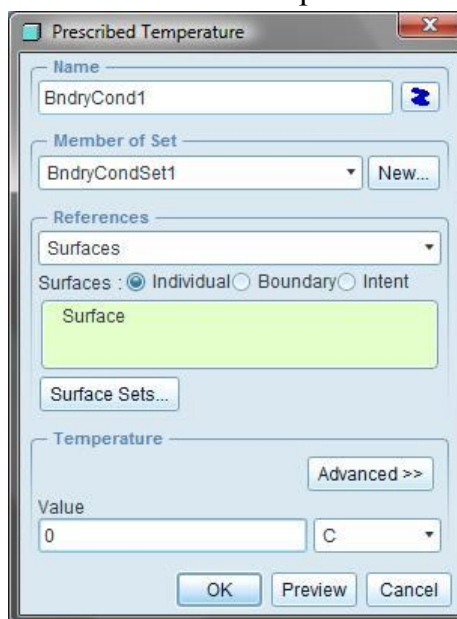 Prescribed Temperature
Name
BndryCond1
Member of Set
BndryCondSet1 New...
References
Surfaces
Surfaces : Individual Boundary Intent
Surface
Surface Sets...
Temperature
Advanced >>
Value
0 C
OK Preview Cancel